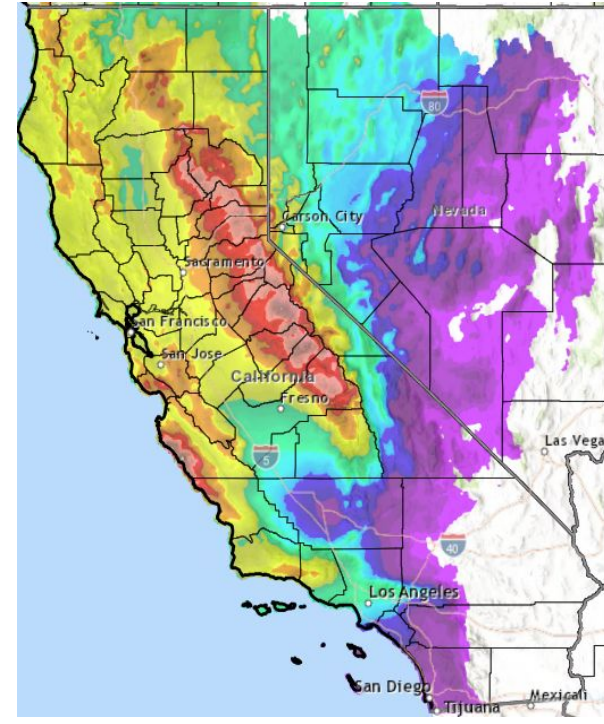 80
Carson City
Nevada
Sacramento
San Francisco
San Jose
California
Fresno
5
Las Vega
40
Los Angeles
San Diego
Tijuana
Mexicali